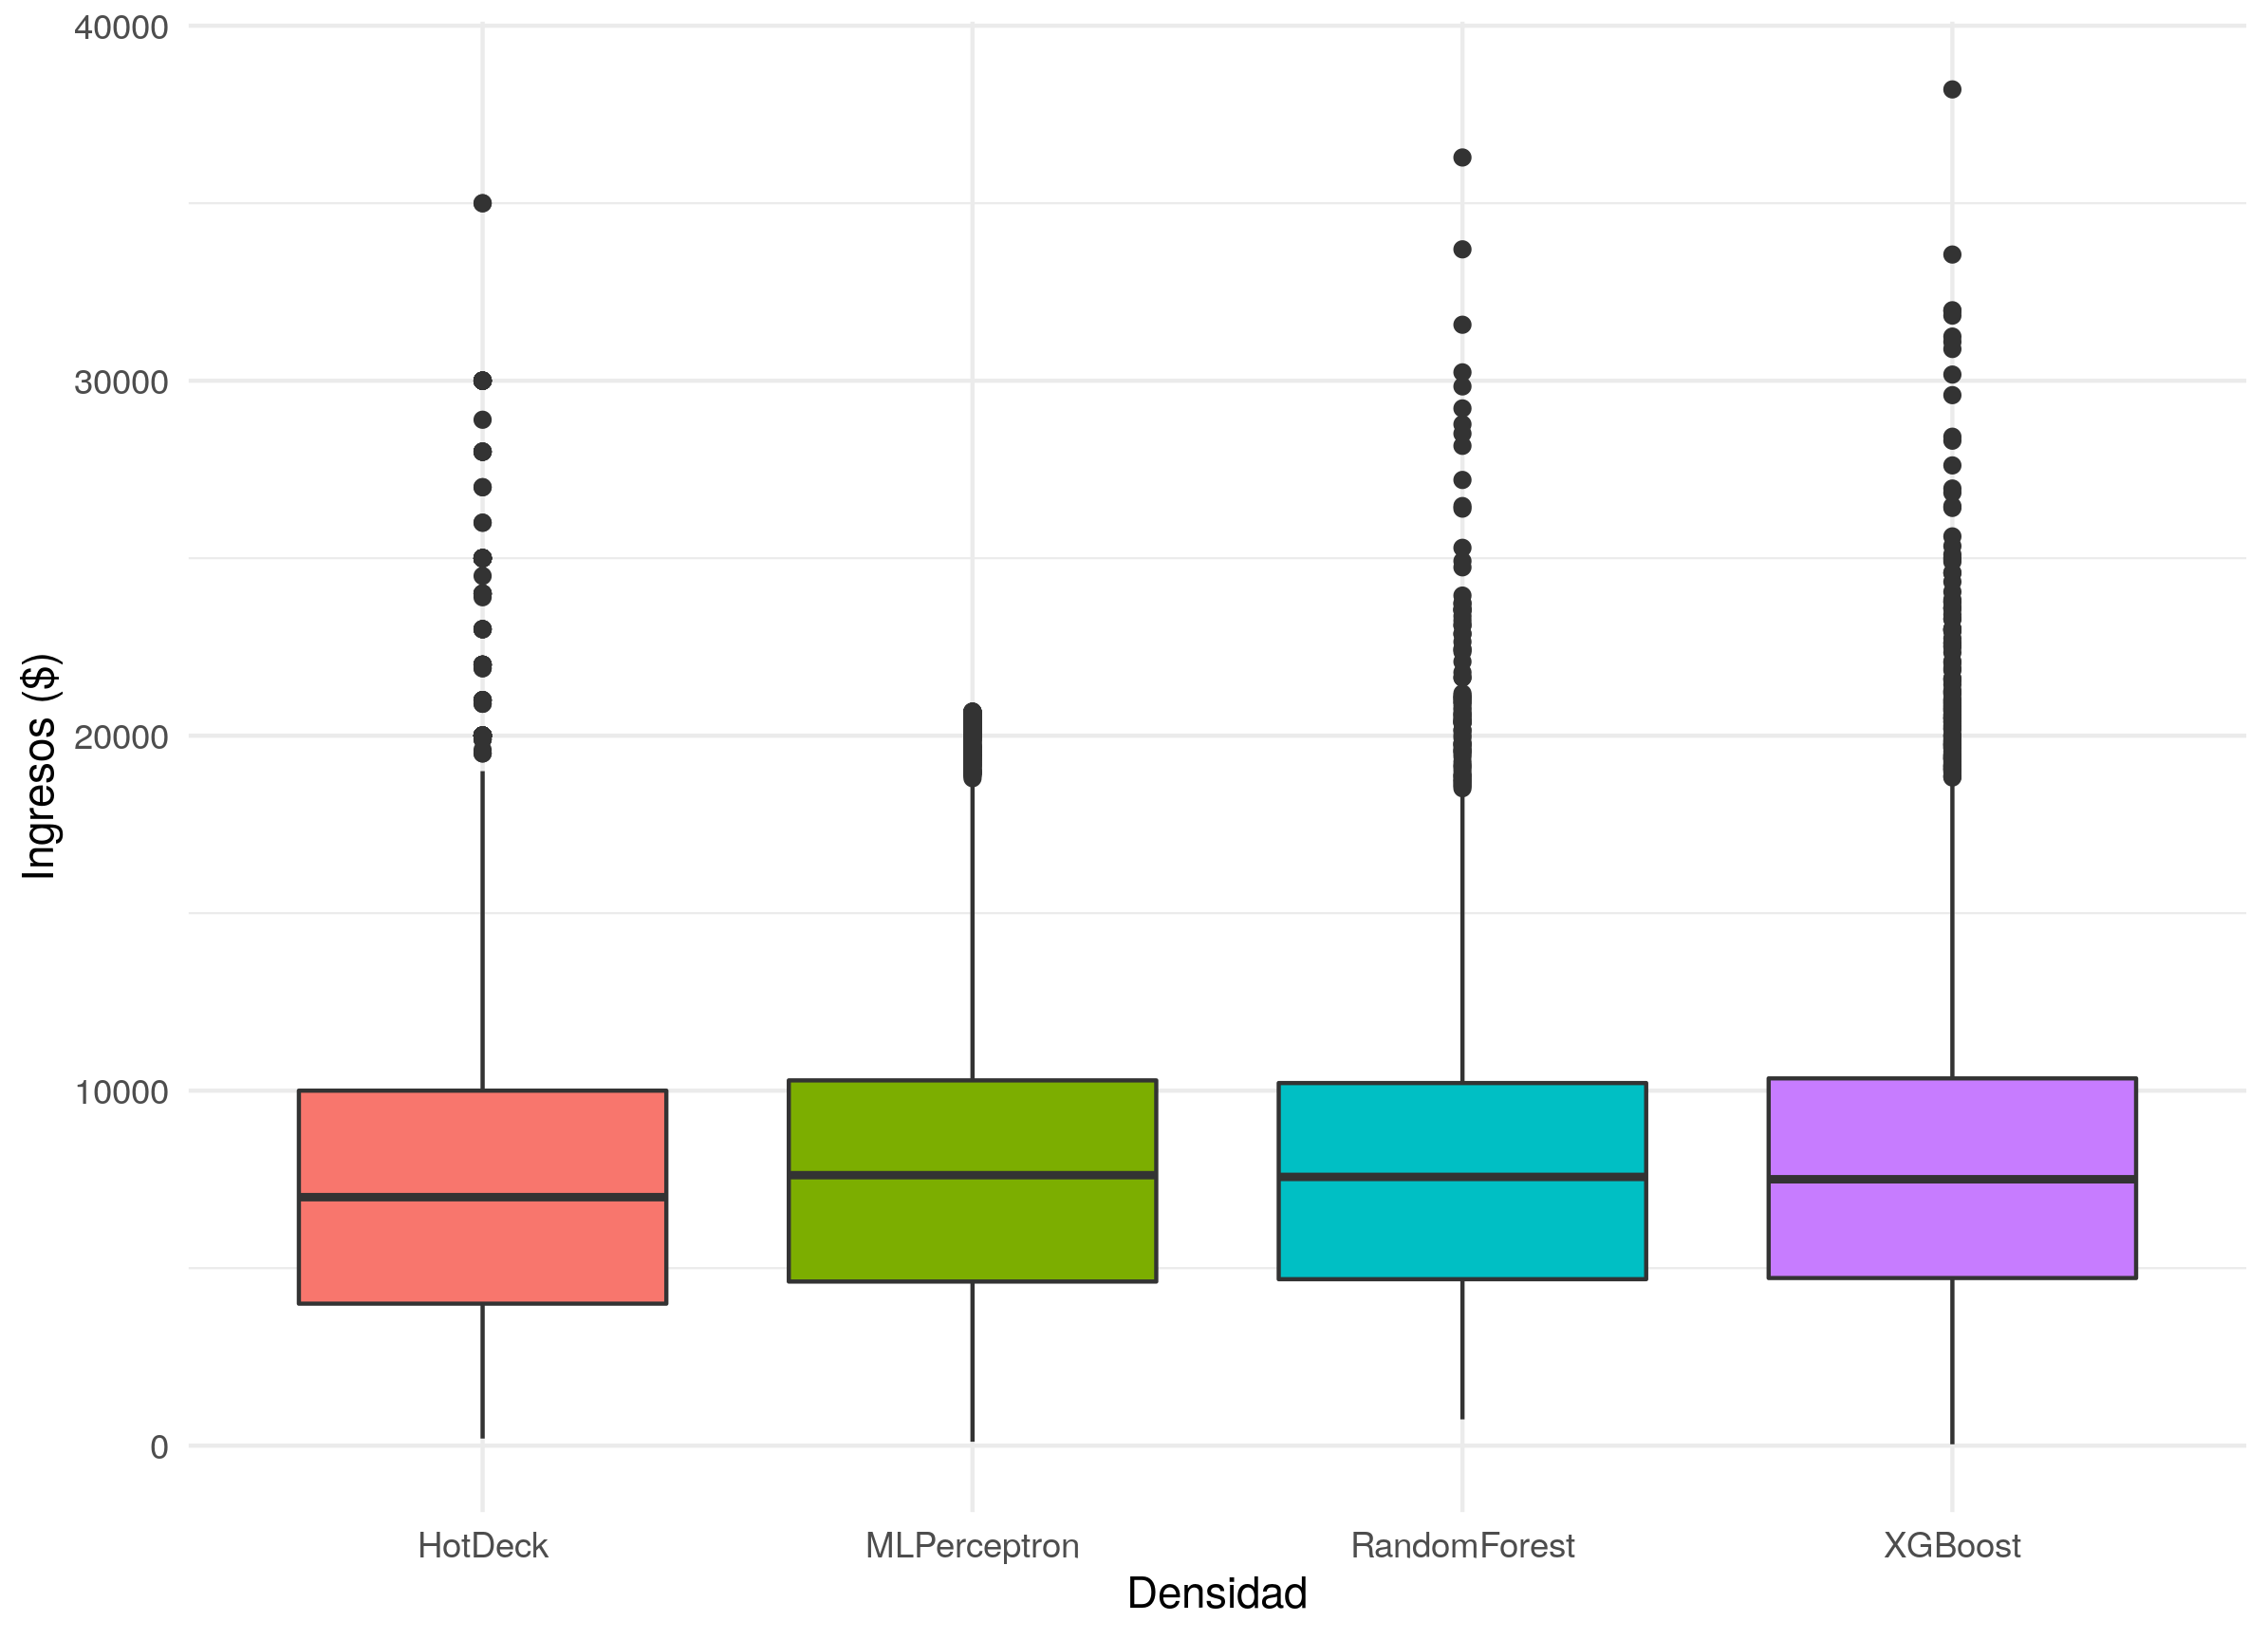 40000
30000
20000
10000
0
Ingresos ($)
HotDeck
MLPerceptron
RandomForest
XGBoost
Densidad